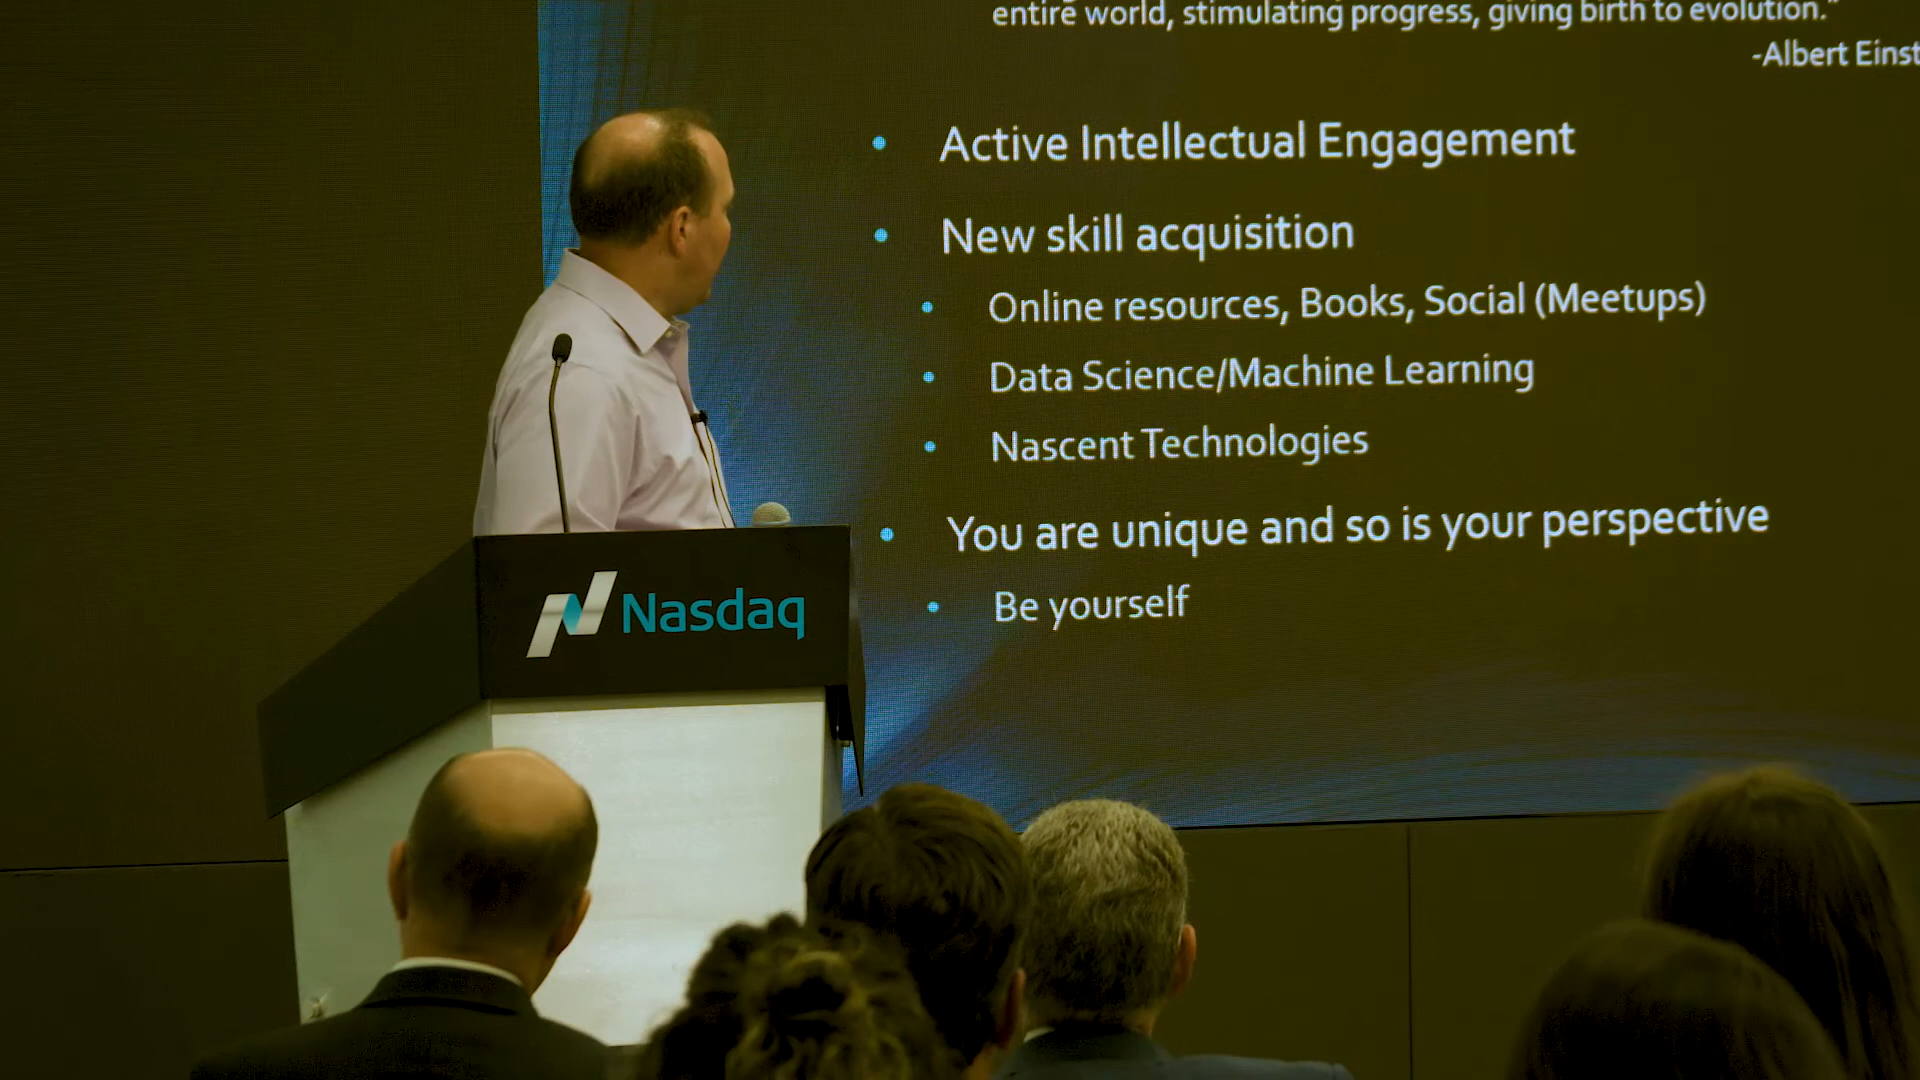 entire world, stimulating progress, giving birth to evolution."
-Albert Einst
• Active Intellectual Engagement
• New skill acquisition
• Online resources, Books, Social (Meetups)
• Data Science/Machine Learning
• Nascent Technologies
• You are unique and so is your perspective
• Be yourself
Nasdaq